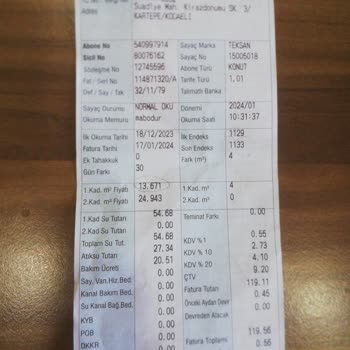 Adres
Suadiye Mah. Kirazdonumu SK. 3/
KARTEPE/KOCAELİ
Abone No 540997914 Sayaç Marka TEKSAN
Sicil No 80076162 Sayaç No 15005018
Sözleşme No 12745596 Abone Türü KONUT
Fat / Seri No 114871320/A Tarife Türü 1.01
Def / Say / Tak 32/11/79 Talimatlı Banka
Sayaç Durumu NORMAL OKU Dönemi 2024/01
Okuma Memuru mabodur Okuma Saati 10:31:37
İlk Okuma Tarihi 18/12/2023 İlk Endeks 1129
Fatura Tarihi 17/01/2024 Son Endeks 1133
Ek Tahakkuk 0 Fark (m³) 4
Gün Farkı 30
1.Kad. m³ Fiyatı 13.671 1.Kad. m³ 4
2.Kad. m³ Fiyatı 24.943 2.Kad. m³ 0
1.Kad Su Tutarı 54.68 Teminat Farkı 0.00
2.Kad Su Tutarı 0.00
Toplam Su Tut. 54.68 KDV %1 0.55
Atıksu Tutarı 27.34 KDV % 10 2.73
Bakım Ücreti 20.51 KDV % 20 4.10
Say. Van.Hiz.Bed. 0.00 ÇTV 9.20
Kanal Bakım Bed. 0.00 Fatura Tutarı 119.11
Su Kanal Bağ.Bed. 0.00 Önceki Aydan Devir 0.45
KYB 0.00 Devreden Alacak 0.00
PCB 0.00 119.56
DKKR 0.00 Fatura Toplamı 0.56